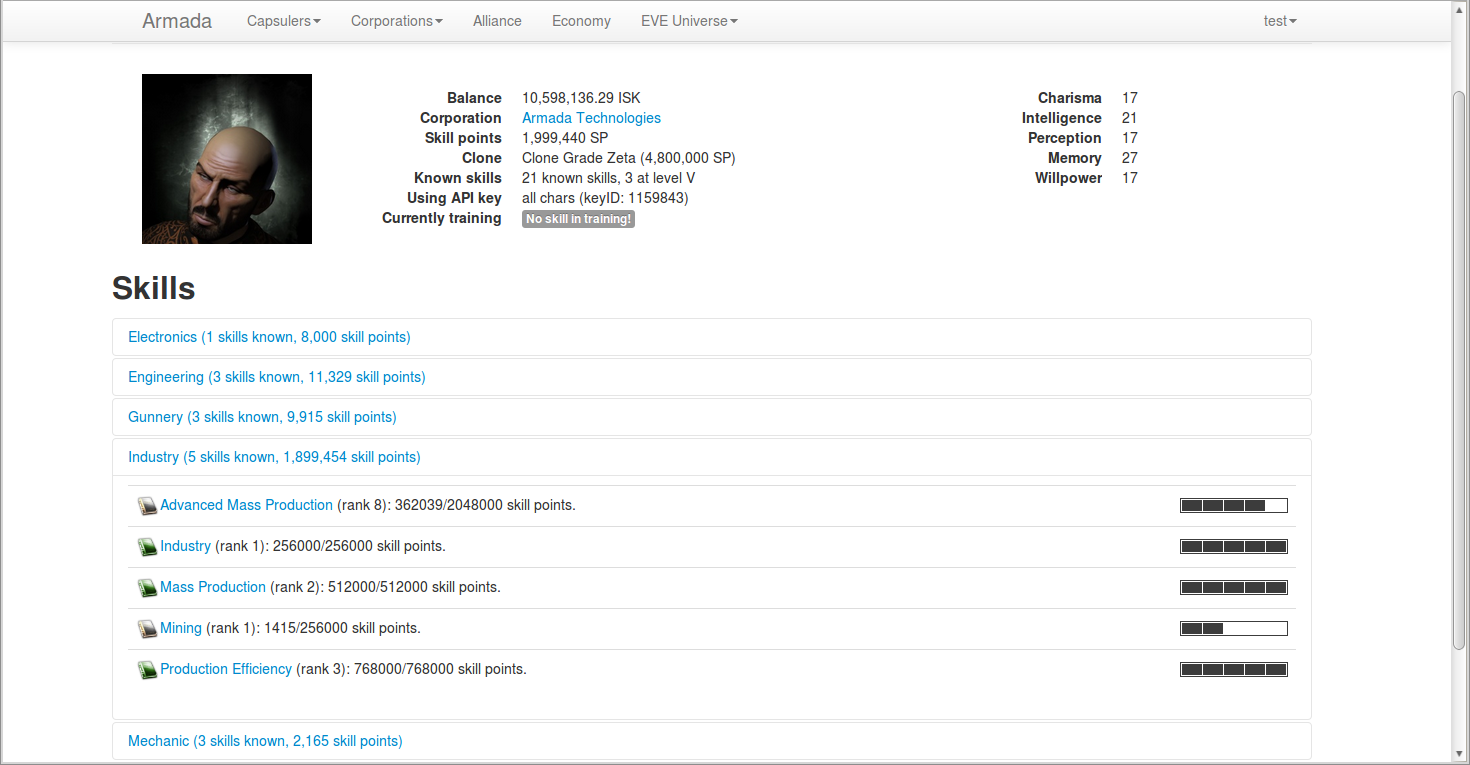 Armada Capsulers Corporations Alliance Economy EVE Universe test
Balance 10,598,136.29 ISK
Corporation Armada Technologies
Skill points 1,999,440 SP
Clone Clone Grade Zeta (4,800,000 SP)
Known skills 21 known skills, 3 at level V
Using API key all chars (keyID: 1159843)
Currently training No skill in training!
Charisma 17
Intelligence 21
Perception 17
Memory 27
Willpower 17
Skills
Electronics (1 skills known, 8,000 skill points)
Engineering (3 skills known, 11,329 skill points)
Gunnery (3 skills known, 9,915 skill points)
Industry (5 skills known, 1,899,454 skill points)
Advanced Mass Production (rank 8): 362039/2048000 skill points.
Industry (rank 1): 256000/256000 skill points.
Mass Production (rank 2): 512000/512000 skill points.
Mining (rank 1): 1415/256000 skill points.
Production Efficiency (rank 3): 768000/768000 skill points.
Mechanic (3 skills known, 2,165 skill points)